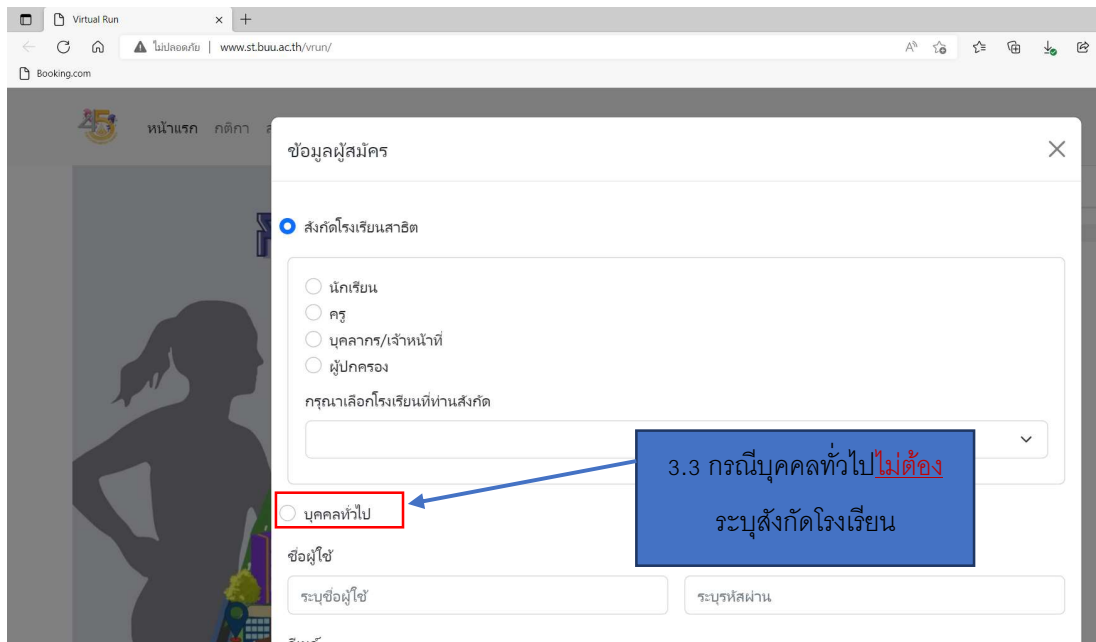 Virtual Run
ไม่ปลอดภัย | www.st.buu.ac.th/vrun/
Booking.com
หน้าแรก กติกา
ข้อมูลผู้สมัคร
สังกัดโรงเรียนสาธิต
นักเรียน
ครู
บุคลากร/เจ้าหน้าที่
ผู้ปกครอง
กรุณาเลือกโรงเรียนที่ท่านสังกัด
3.3 กรณีบุคคลทั่วไปไม่ต้อง
ระบุสังกัดโรงเรียน
บุคคลทั่วไป
ชื่อผู้ใช้
ระบุชื่อผู้ใช้ ระบุรหัสผ่าน